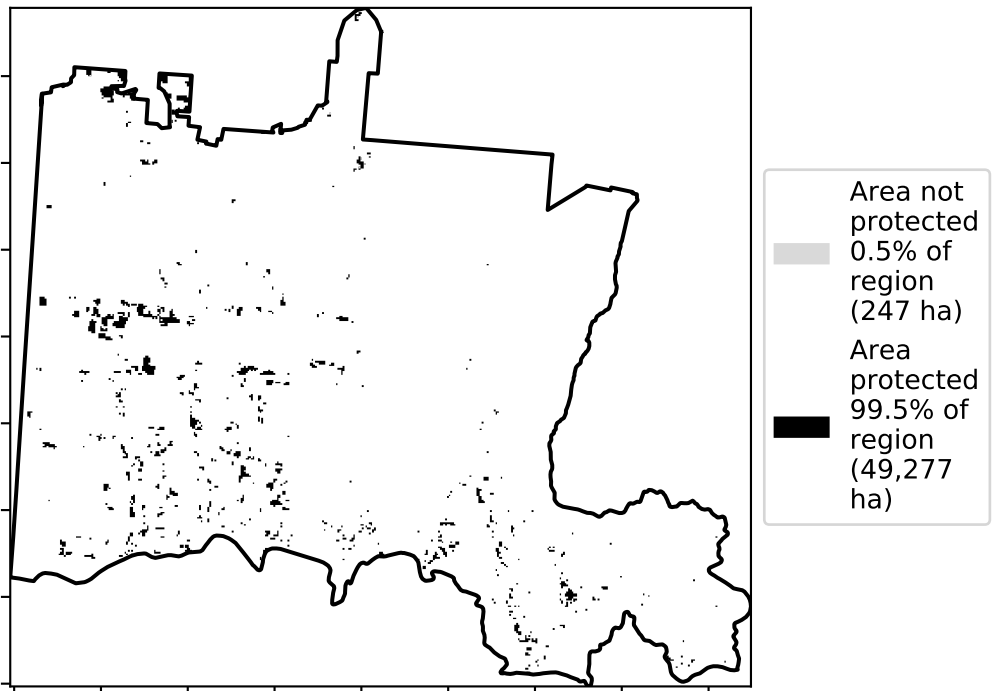 Area not
protected
0.5% of
region
(247 ha)
Area
protected
99.5% of
region
(49,277
ha)